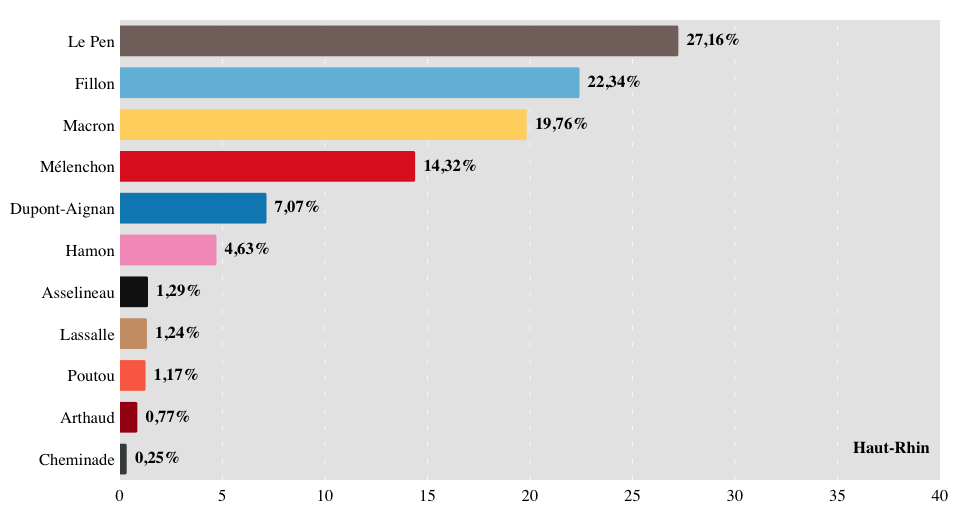 Le Pen 27,16%
Fillon 22,34%
Macron 19,76%
Mélenchon 14,32%
Dupont-Aignan 7,07%
Hamon 4,63%
Asselineau 1,29%
Lassalle 1,24%
Poutou 1,17%
Arthaud 0,77%
Haut-Rhin
Cheminade 0,25%
0 5 10 15 20 25 30 35 40